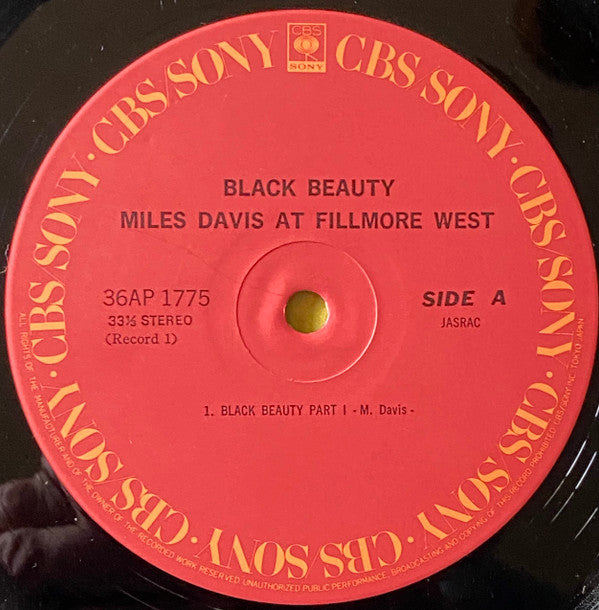 CBS
SONY
CBS/SONY · CBS/SONY · CBS/SONY · CBS/SONY · CBS/SONY · CBS/SONY · CBS/SONY · CBS SONY
BLACK BEAUTY
MILES DAVIS AT FILLMORE WEST
36AP 1775
33⅓ STEREO
(Record 1)
SIDE A
JASRAC
1. BLACK BEAUTY PART I - M. Davis -
ALL RIGHTS OF THE MANUFACTURER AND OF THE OWNER OF THE RECORDED WORK RESERVED. UNAUTHORIZED PUBLIC PERFORMANCE, BROADCASTING AND COPYING OF THIS RECORD PROHIBITED. CBS/SONY INC. TOKYO JAPAN